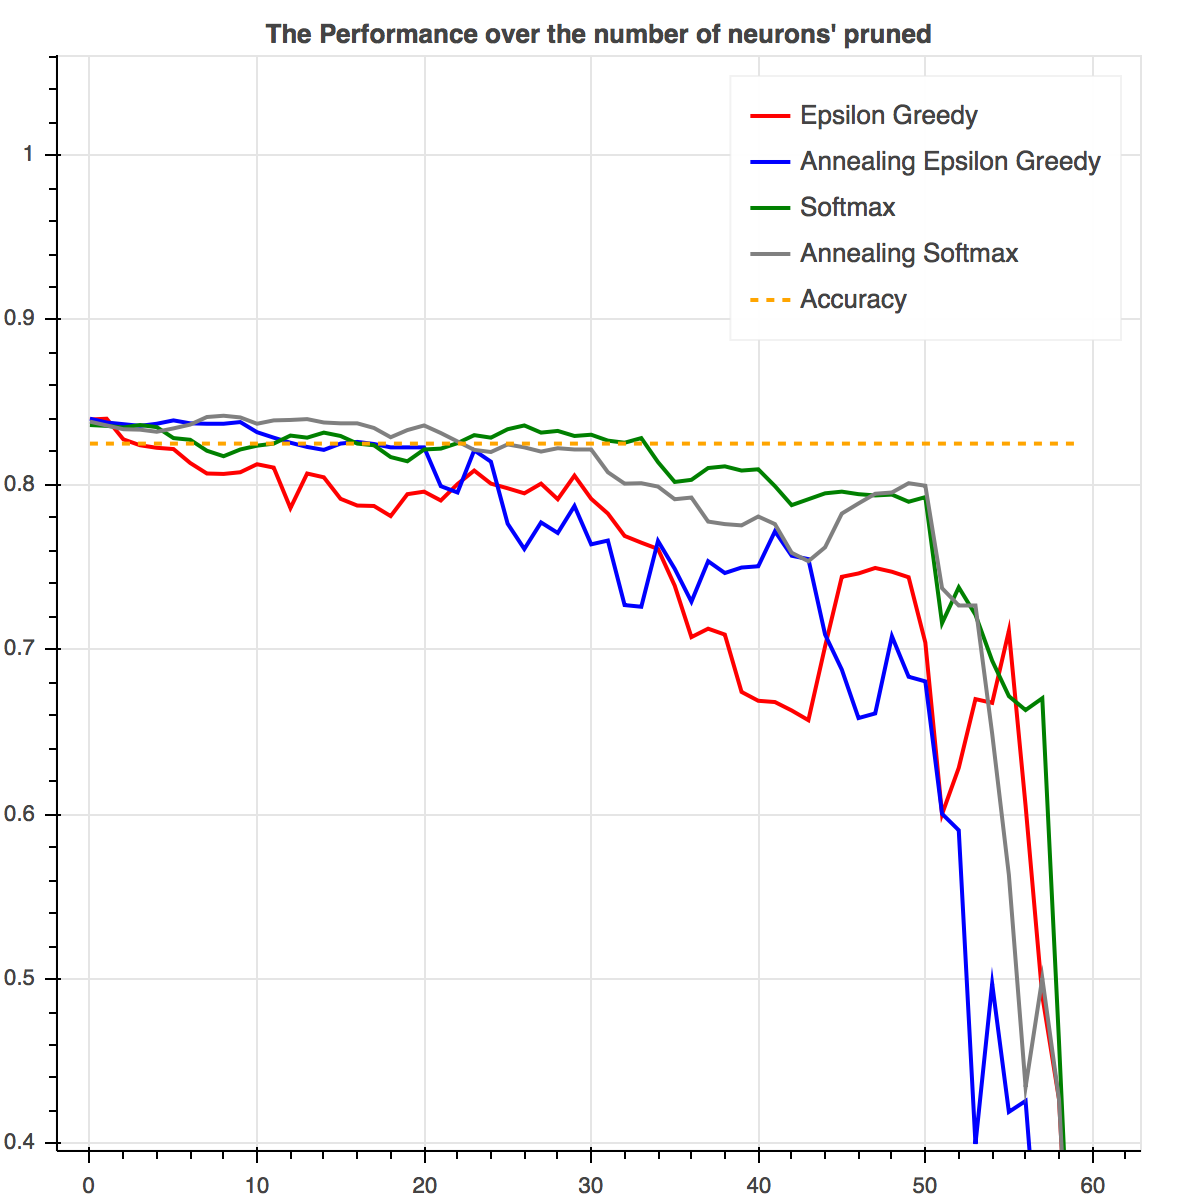 The Performance over the number of neurons' pruned
Epsilon Greedy
Annealing Epsilon Greedy
Softmax
Annealing Softmax
Accuracy
1
0.9
0.8
0.7
0.6
0.5
0.4
0 10 20 30 40 50 60